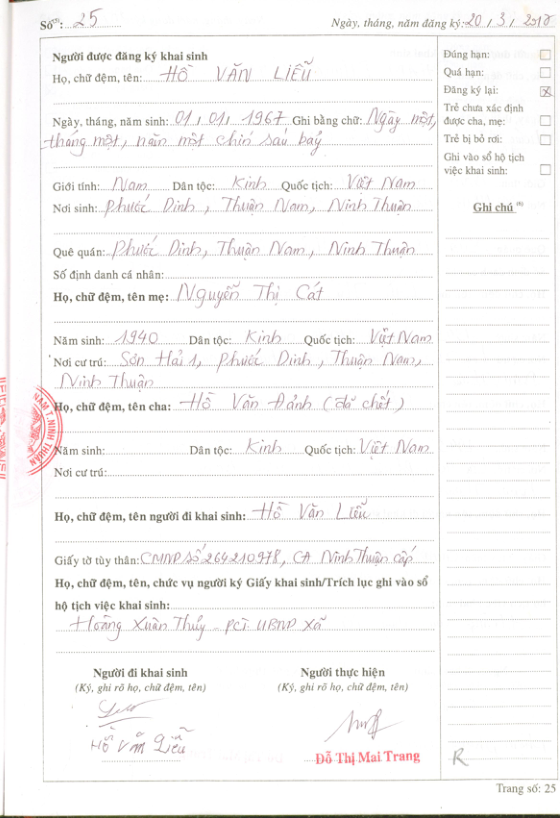 Số(5): 25
Ngày, tháng, năm đăng ký: 20 / 3 / 2018
Người được đăng ký khai sinh
Họ, chữ đệm, tên: HỒ VĂN LIỄU
Ngày, tháng, năm sinh: 01 / 01 / 1967 Ghi bằng chữ: Ngày một,
tháng một, năm một chín sáu bảy
Giới tính: Nam Dân tộc: Kinh Quốc tịch: Việt Nam
Nơi sinh: Phước Dinh, Thuận Nam, Ninh Thuận
Quê quán: Phước Dinh, Thuận Nam, Ninh Thuận
Số định danh cá nhân:
Họ, chữ đệm, tên mẹ: Nguyễn Thị Cát
Năm sinh: 1940 Dân tộc: Kinh Quốc tịch: Việt Nam
Nơi cư trú: Sơn Hải 1, Phước Dinh, Thuận Nam,
Ninh Thuận
Họ, chữ đệm, tên cha: Hồ Văn Đảnh (đã chết)
Năm sinh: Dân tộc: Kinh Quốc tịch: Việt Nam
Nơi cư trú:
Họ, chữ đệm, tên người đi khai sinh: Hồ Văn Liễu
Giấy tờ tùy thân: CMND số 264210978, CA Ninh Thuận cấp
Họ, chữ đệm, tên, chức vụ người ký Giấy khai sinh/Trích lục ghi vào sổ
hộ tịch việc khai sinh:
Hoàng Xuân Thủy - PCT. UBND xã
Người đi khai sinh
(Ký, ghi rõ họ, chữ đệm, tên)
Hồ Văn Liễu
Người thực hiện
(Ký, ghi rõ họ, chữ đệm, tên)
Đỗ Thị Mai Trang
Đúng hạn:
Quá hạn:
Đăng ký lại: X
Trẻ chưa xác định
được cha, mẹ:
Trẻ bị bỏ rơi:
Ghi vào sổ hộ tịch
việc khai sinh:
Ghi chú (6)
R
NAM T. NINH THUẬN
Trang số: 25